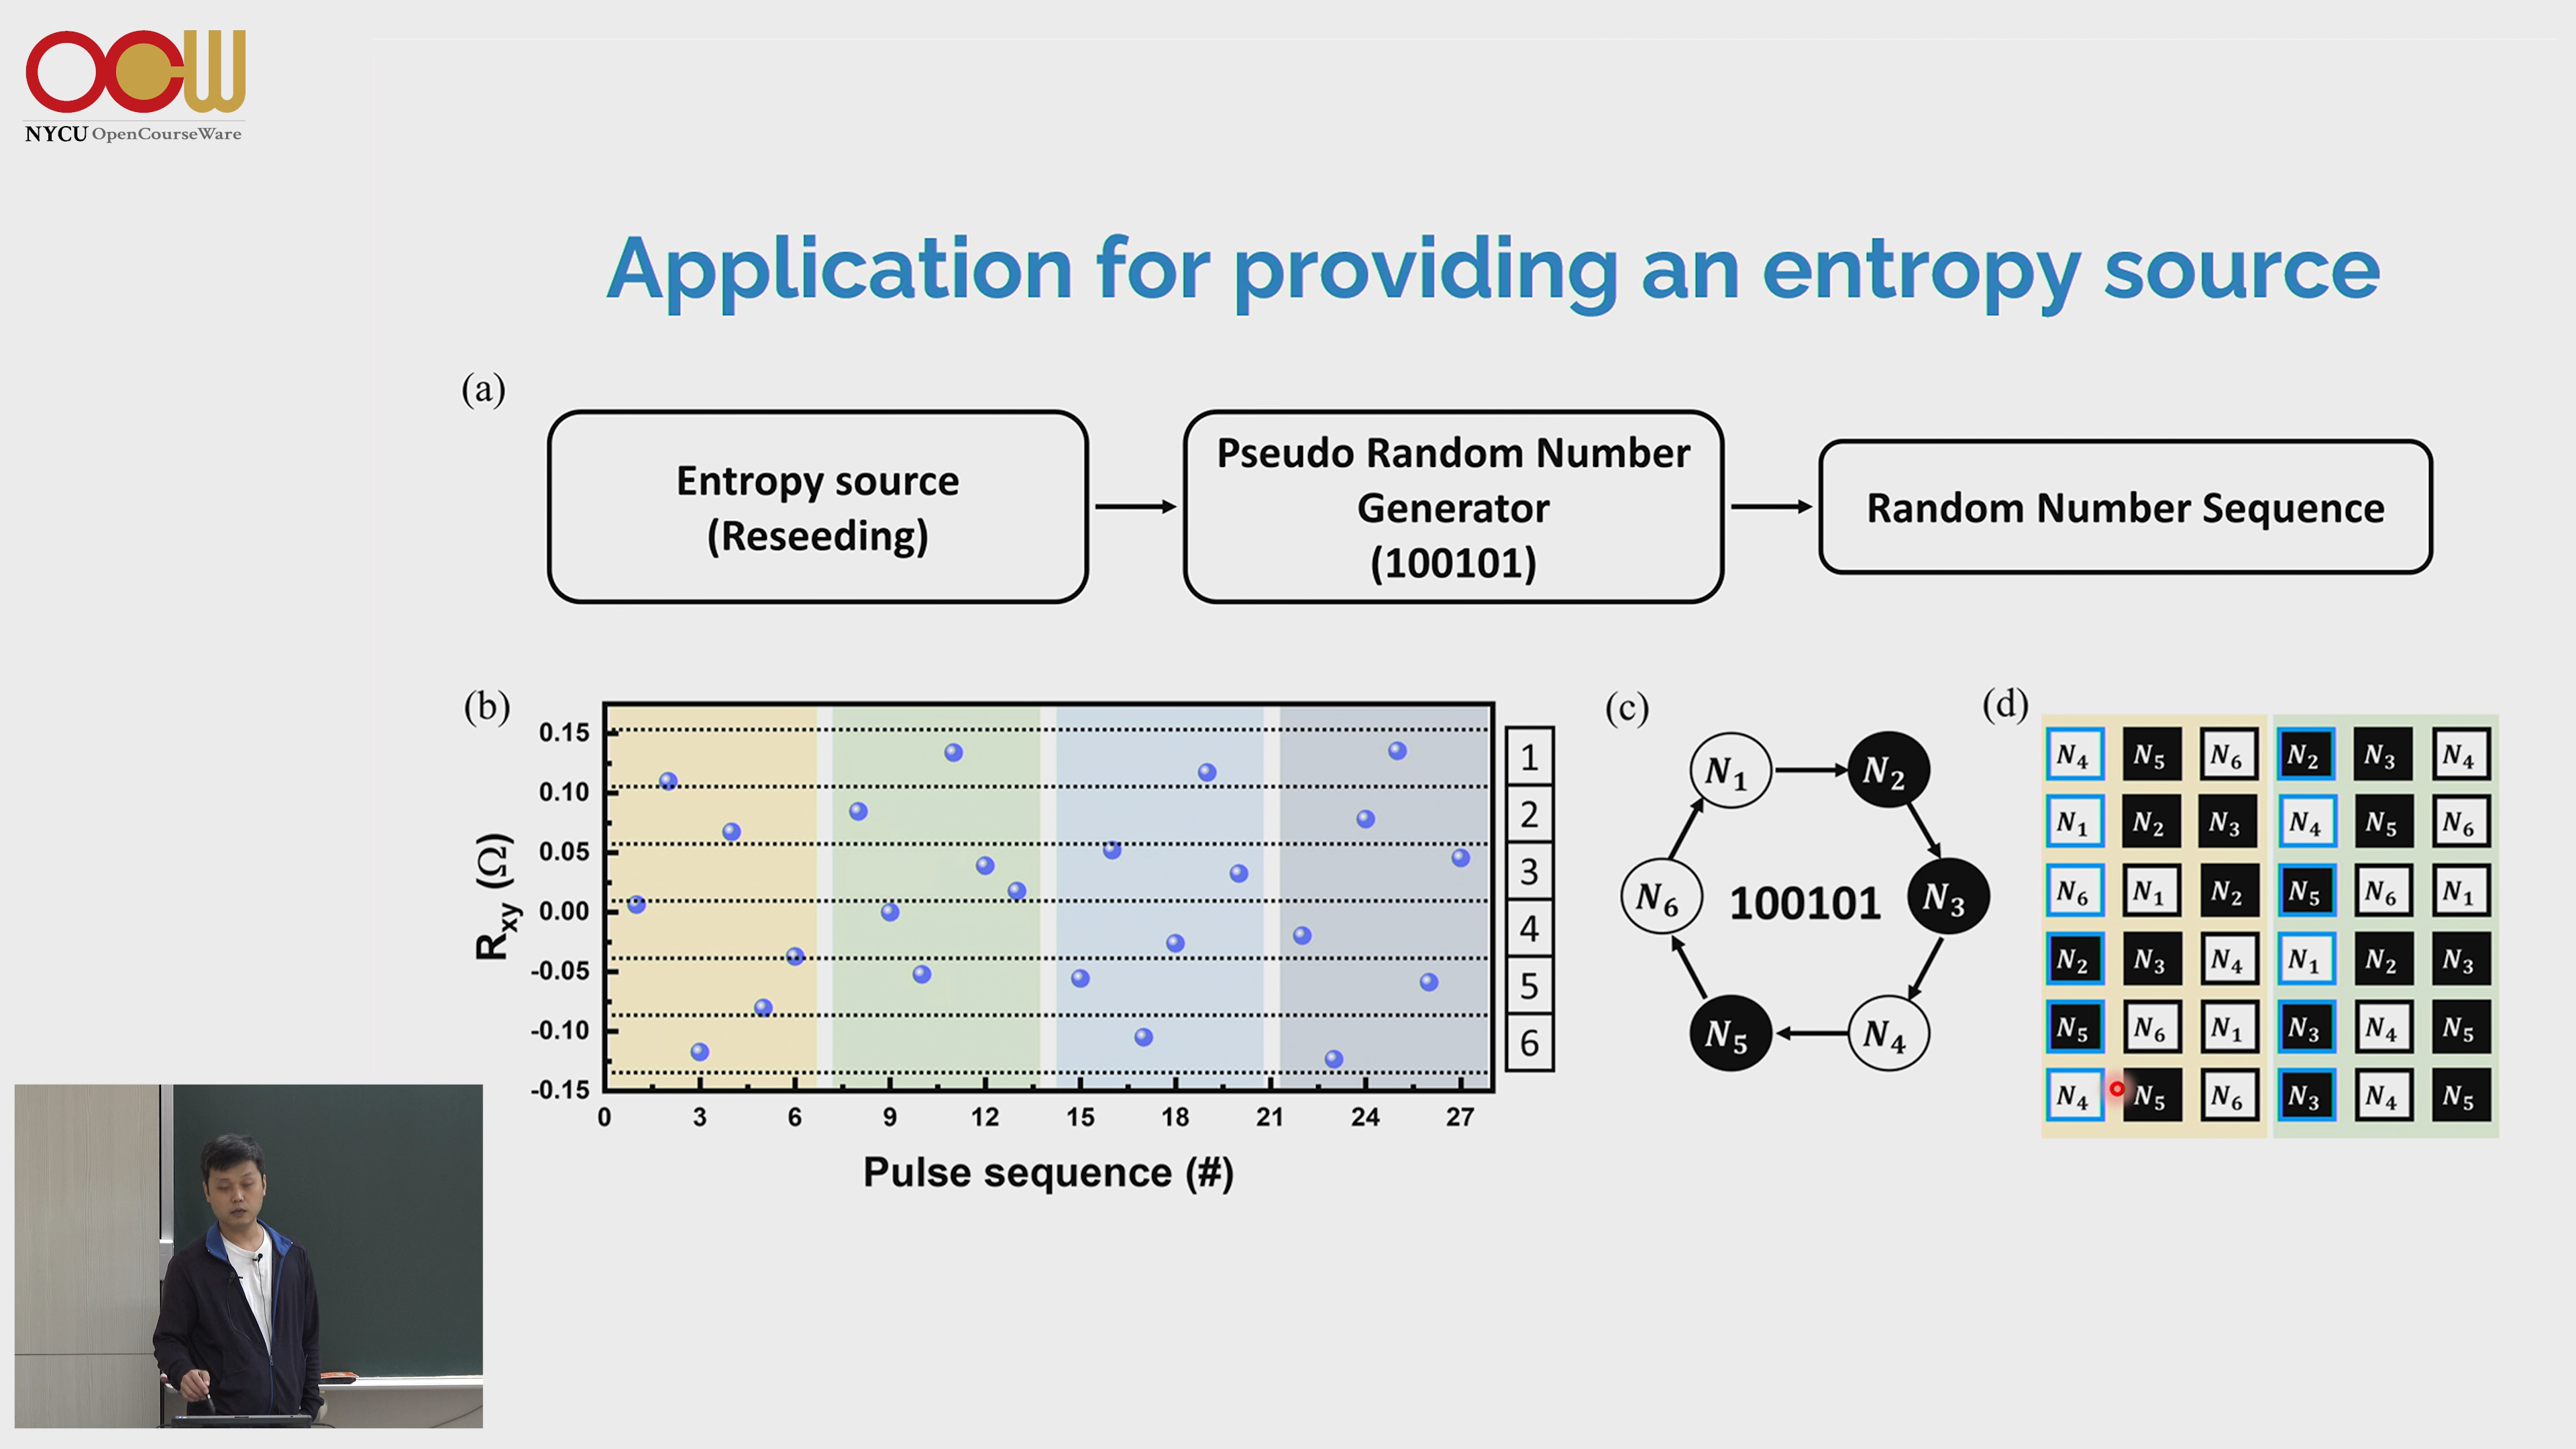 OCW
NYCU OpenCourseWare
Application for providing an entropy source
(a)
Entropy source
(Reseeding)
Pseudo Random Number
Generator
(100101)
Random Number Sequence
(b)
0.15
0.10
0.05
0.00
-0.05
-0.10
-0.15
Rxy (Ω)
0 3 6 9 12 15 18 21 24 27
Pulse sequence (#)
1
2
3
4
5
6
(c)
N1
N2
N3
N4
N5
N6
100101
(d)
N4 N5 N6 N2 N3 N4
N1 N2 N3 N4 N5 N6
N6 N1 N2 N5 N6 N1
N2 N3 N4 N1 N2 N3
N5 N6 N1 N3 N4 N5
N4 N5 N6 N3 N4 N5